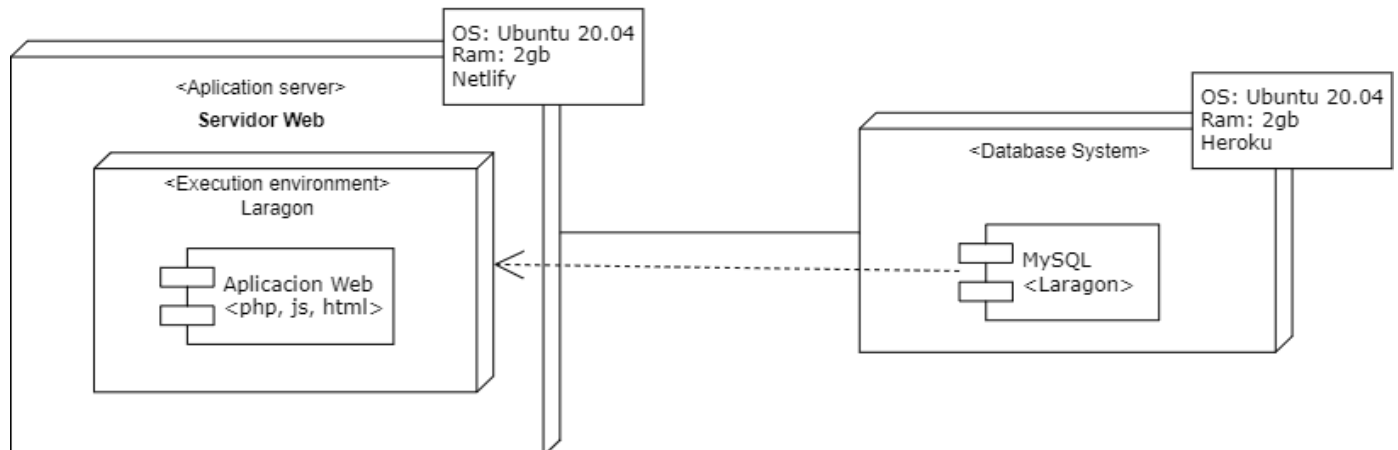 OS: Ubuntu 20.04
Ram: 2gb
Netlify
<Aplication server>
Servidor Web
<Execution environment>
Laragon
Aplicacion Web
<php, js, html>
OS: Ubuntu 20.04
Ram: 2gb
Heroku
<Database System>
MySQL
<Laragon>